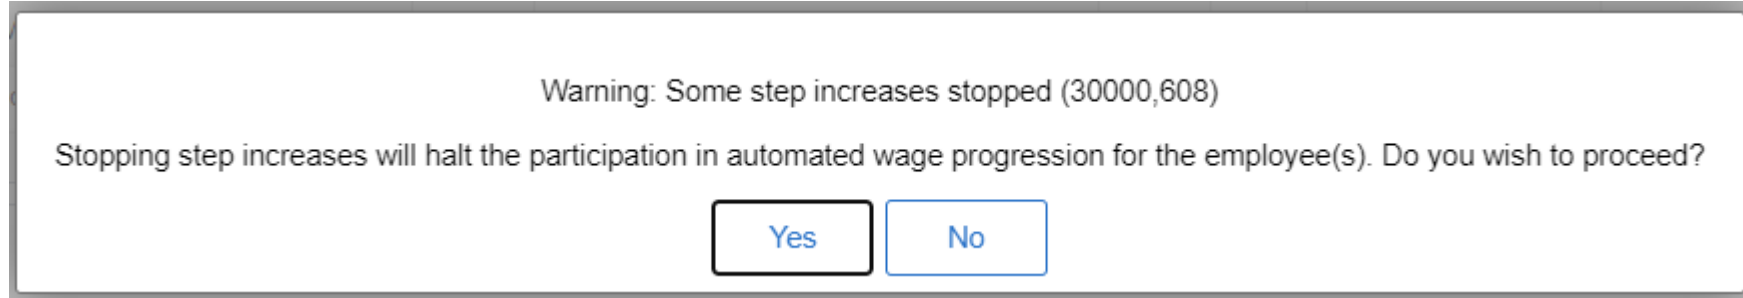 Warning: Some step increases stopped (30000,608)
Stopping step increases will halt the participation in automated wage progression for the employee(s). Do you wish to proceed?
Yes
No